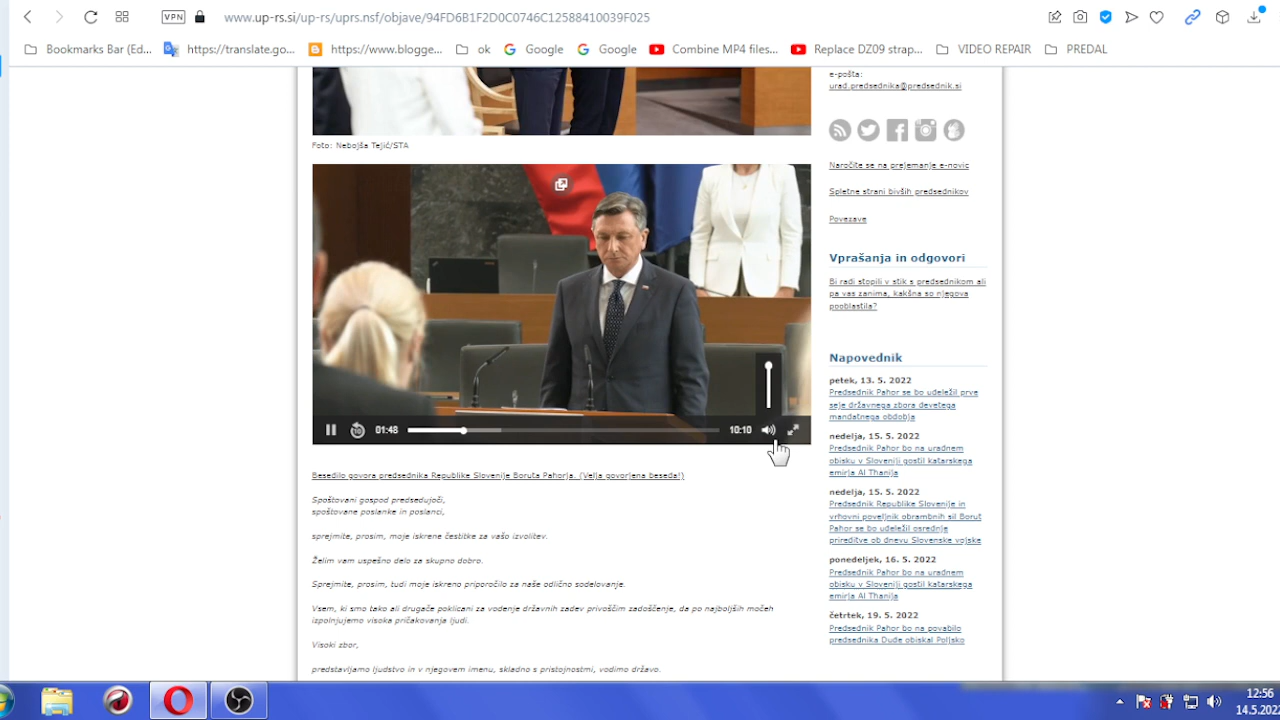 VPN
www.up-rs.si/up-rs/uprs.nsf/objave/94FD6B1F2D0C0746C12588410039F025
Bookmarks Bar (Ed...
https://translate.go...
https://www.blogge...
ok
Google
Google
Combine MP4 files...
Replace DZ09 strap...
VIDEO REPAIR
PREDAL
Foto: Nebojša Tejić/STA
10
01:48
10:10
Besedilo govora predsednika Republike Slovenije Boruta Pahorja. (Velja govorjena beseda!)
Spoštovani gospod predsedujoči,
spoštovane poslanke in poslanci,
sprejmite, prosim, moje iskrene čestitke za vašo izvolitev.
Želim vam uspešno delo za skupno dobro.
Sprejmite, prosim, tudi moje iskreno priporočilo za naše odlično sodelovanje.
Vsem, ki smo tako ali drugače poklicani za vodenje državnih zadev privoščim zadoščenje, da po najboljših močeh
izpolnjujemo visoka pričakovanja ljudi.
Visoki zbor,
predstavljamo ljudstvo in v njegovem imenu, skladno s pristojnostmi, vodimo državo.
e-pošta:
urad.predsednika@predsednik.si
Naročite se na prejemanje e-novic
Spletne strani bivših predsednikov
Povezave
Vprašanja in odgovori
Bi radi stopili v stik s predsednikom ali
pa vas zanima, kakšna so njegova
pooblastila?
Napovednik
petek, 13. 5. 2022
Predsednik Pahor se bo udeležil prve
seje državnega zbora devetega
mandatnega obdobja
nedelja, 15. 5. 2022
Predsednik Pahor bo na uradnem
obisku v Sloveniji gostil katarskega
emirja Al Thanija
nedelja, 15. 5. 2022
Predsednik Republike Slovenije in
vrhovni poveljnik obrambnih sil Borut
Pahor se bo udeležil osrednje
prireditve ob dnevu Slovenske vojske
ponedeljek, 16. 5. 2022
Predsednik Pahor bo na uradnem
obisku v Sloveniji gostil katarskega
emirja Al Thanija
četrtek, 19. 5. 2022
Predsednik Pahor bo na povabilo
predsednika Dude obiskal Poljsko
12:56
14.5.202